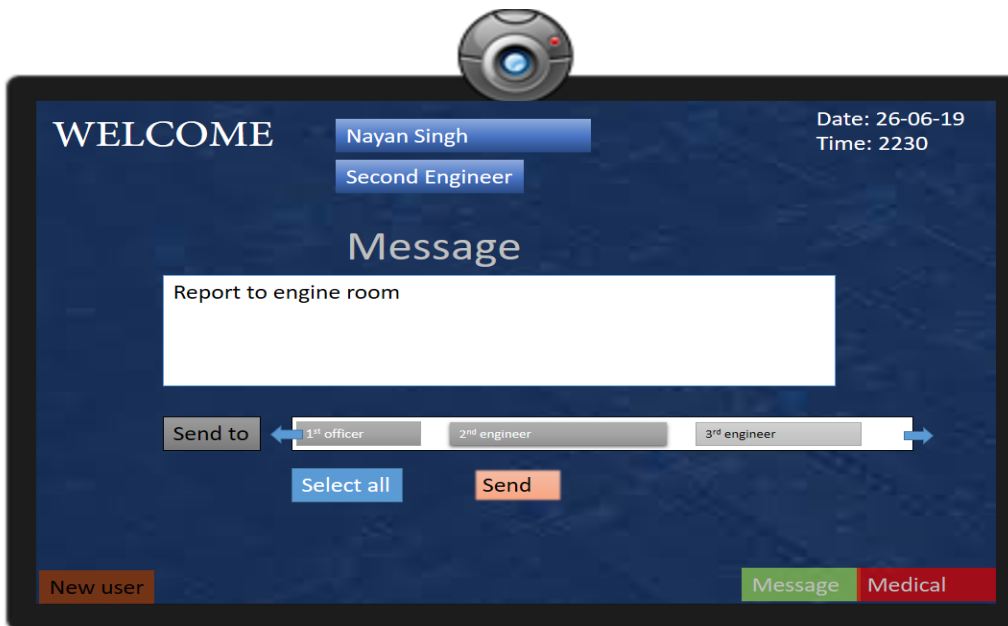 WELCOME
Nayan Singh
Second Engineer
Date: 26-06-19
Time: 2230
Message
Report to engine room
Send to
1st officer
2nd engineer
3rd engineer
Select all
Send
New user
Message
Medical